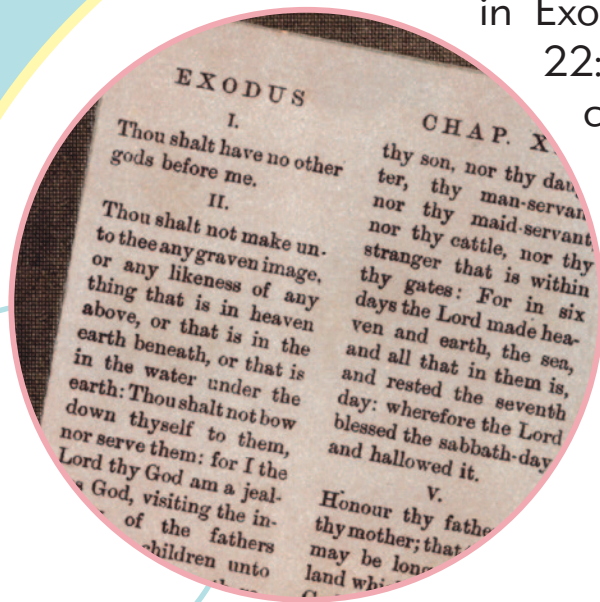 in Exo
22:
EXODUS
I.
Thou shalt have no other
gods before me.
II.
Thou shalt not make un-
to thee any graven image,
or any likeness of any
thing that is in heaven
above, or that is in the
earth beneath, or that is
in the water under the
earth: Thou shalt not bow
down thyself to them,
nor serve them: for I the
Lord thy God am a jeal-
God, visiting the in-
of the fathers
children unto
CHAP. X
thy son, nor thy
ter, thy man-servan
nor thy maid-servant
nor thy cattle, nor thy
stranger that is within
thy gates: For in six
days the Lord made hea-
ven and earth, the sea,
and all that in them is,
and rested the seventh
day: wherefore the Lord
blessed the sabbath-day
and hallowed it.
V.
Honour thy fathe
thy mother; that
may be long
land whi